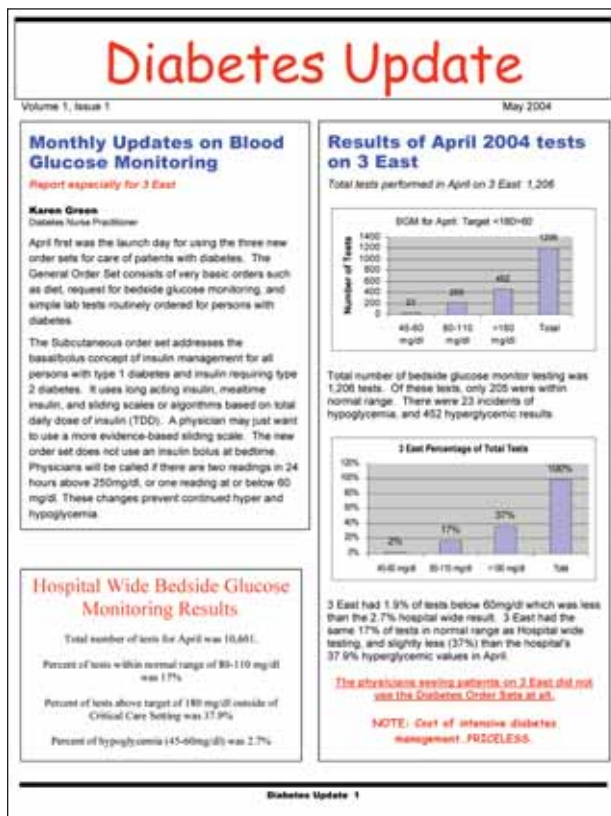 Diabetes Update
Volume 1, Issue 1 May 2004
Monthly Updates on Blood
Glucose Monitoring
Report especially for 3 East
Karen Green
Diabetes Nurse Practitioner
April first was the launch day for using the three new
order sets for care of patients with diabetes. The
General Order Set consists of very basic orders such
as diet, request for bedside glucose monitoring, and
simple lab tests routinely ordered for persons with
diabetes.
The Subcutaneous order set addresses the
basal/bolus concept of insulin management for all
persons with type 1 diabetes and insulin requiring type
2 diabetes. It uses long acting insulin, mealtime
insulin, and sliding scales or algorithms based on total
daily dose of insulin (TDD). A physician may just want
to use a more evidence-based sliding scale. The new
order set does not use an insulin bolus at bedtime.
Physicians will be called if there are two readings in 24
hours above 250mg/dl, or one reading at or below 60
mg/dl. These changes prevent continued hyper and
hypoglycemia.
Hospital Wide Bedside Glucose
Monitoring Results
Total number of tests for April was 10,661.
Percent of tests within normal range of 80-110 mg/dl
was 17%
Percent of tests above target of 180 mg/dl outside of
Critical Care Setting was 37.9%
Percent of hypoglycemia (45-60mg/dl) was 2.7%
Results of April 2004 tests
on 3 East
Total tests performed in April on 3 East: 1,206
BGM for April: Target <180>60
Number of Tests
1400
1200
1000
800
600
400
200
0
23
205
452
1206
45-60 mg/dl
80-110 mg/dl
>180 mg/dl
Total
Total number of bedside glucose monitor testing was
1,206 tests. Of these tests, only 205 were within
normal range. There were 23 incidents of
hypoglycemia, and 452 hyperglycemic results.
3 East Percentage of Total Tests
120%
100%
80%
60%
40%
20%
0%
2%
17%
37%
100%
45-60 mg/dl
80-110 mg/dl
>180 mg/dl
Total
3 East had 1.9% of tests below 60mg/dl which was less
than the 2.7% hospital wide result. 3 East had the
same 17% of tests in normal range as Hospital wide
testing, and slightly less (37%) than the hospital's
37.9% hyperglycemic values in April.
The physicians seeing patients on 3 East did not
use the Diabetes Order Sets at all.
NOTE: Cost of intensive diabetes
management...PRICELESS.
Diabetes Update 1